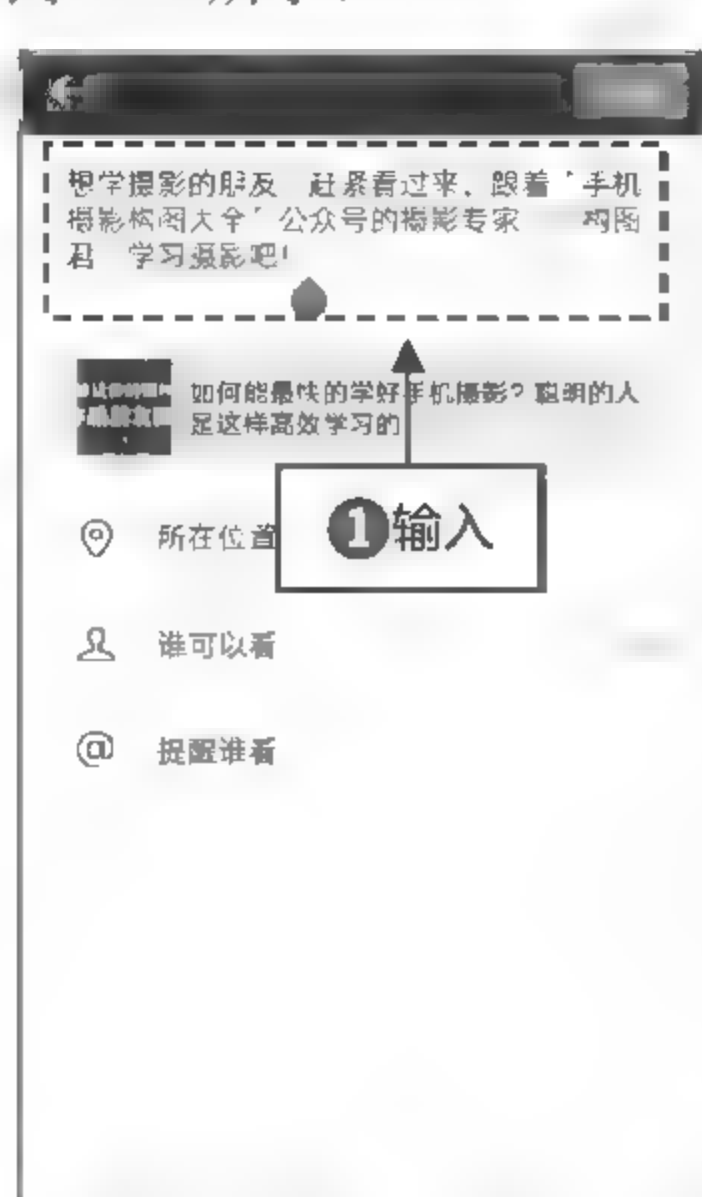 想学摄影的朋友 赶紧看过来，跟着“手机
摄影构图大全”公众号的摄影专家——构图
君 学习摄影吧！
如何能最快的学好手机摄影？聪明的人
是这样高效学习的
所在位置
❶输入
谁可以看
@ 提醒谁看